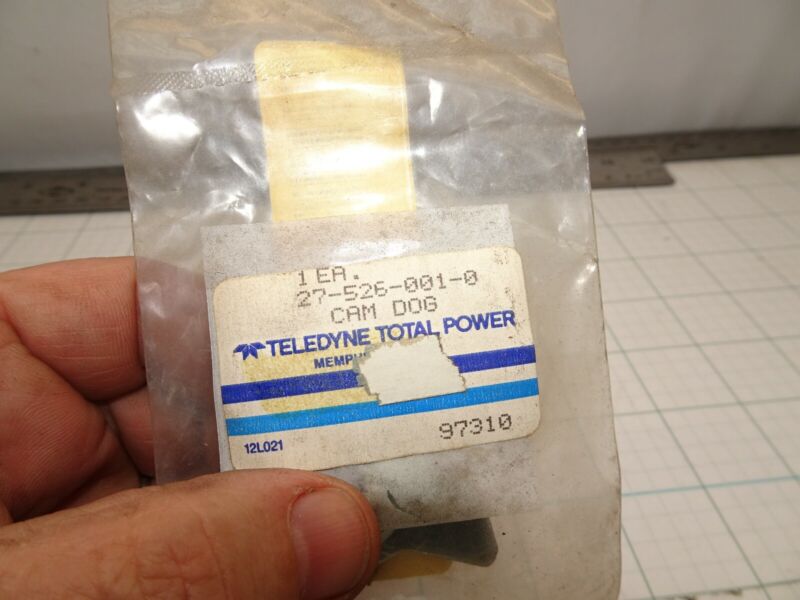 1 EA.
27-526-001-0
CAM DOG
TELEDYNE TOTAL POWER
97310
12L021